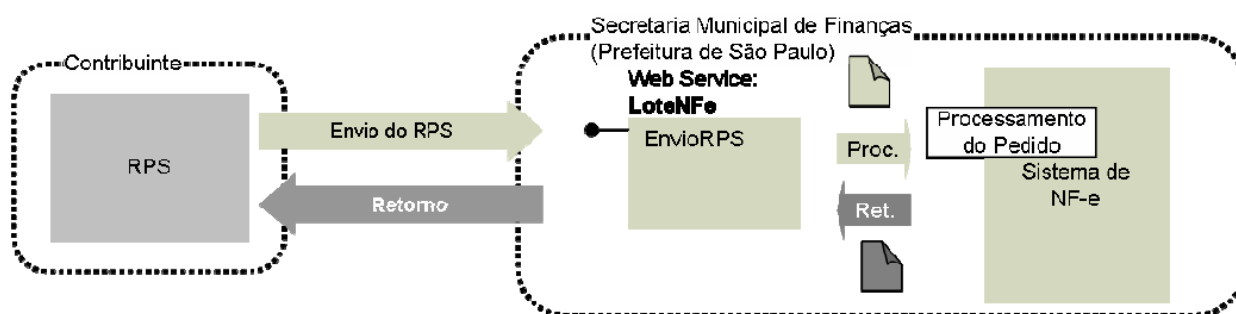 Contribuinte
RPS
Envio do RPS
Retorno
Secretaria Municipal de Finanças
(Prefeitura de São Paulo)
Web Service:
LoteNFe
EnvioRPS
Proc.
Ret.
Processamento
do Pedido
Sistema de
NF-e